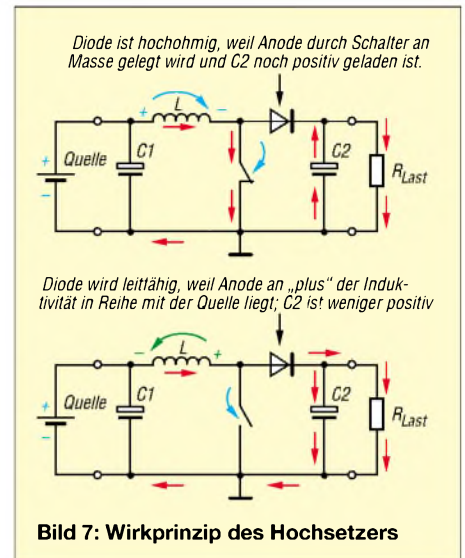 Diode ist hochohmig, weil Anode durch Schalter an
Masse gelegt wird und C2 noch positiv geladen ist.
+ L −
+ Quelle −
C1
C2
R_Last
Diode wird leitfähig, weil Anode an „plus" der Induk-
tivität in Reihe mit der Quelle liegt; C2 ist weniger positiv
− L +
+ Quelle −
C1
C2
R_Last
Bild 7: Wirkprinzip des Hochsetzers